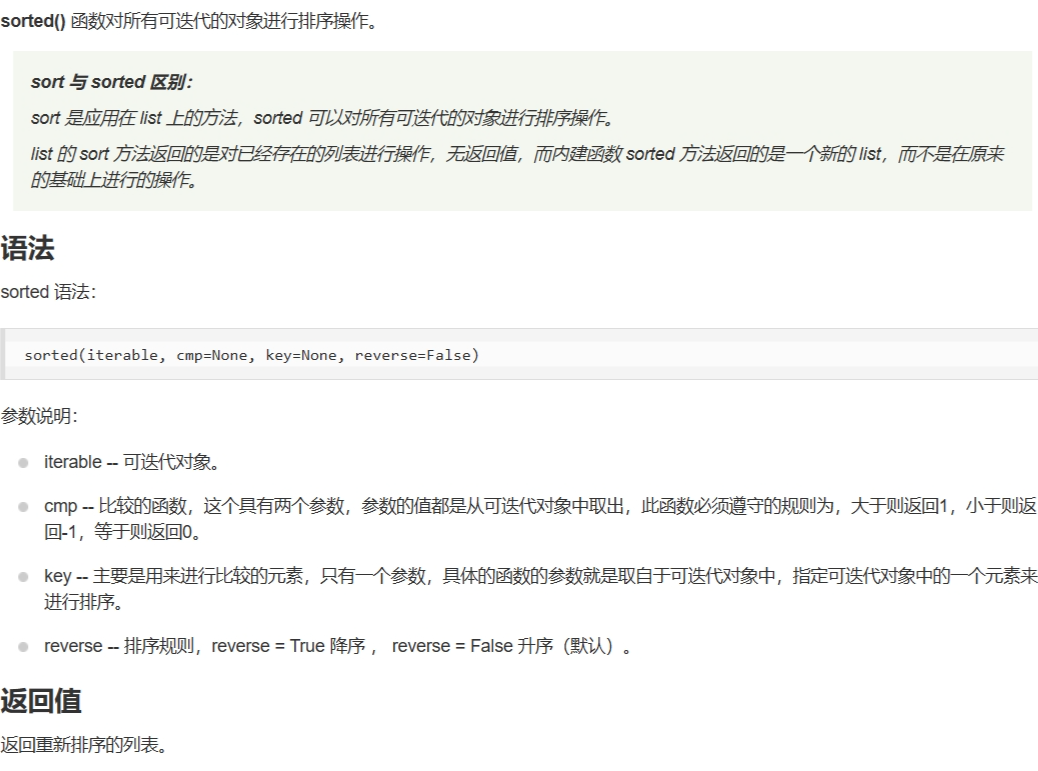 sorted() 函数对所有可迭代的对象进行排序操作。
sort 与 sorted 区别：
sort 是应用在 list 上的方法，sorted 可以对所有可迭代的对象进行排序操作。
list 的 sort 方法返回的是对已经存在的列表进行操作，无返回值，而内建函数 sorted 方法返回的是一个新的 list，而不是在原来
的基础上进行的操作。
语法
sorted 语法：
sorted(iterable, cmp=None, key=None, reverse=False)
参数说明：
iterable -- 可迭代对象。
cmp -- 比较的函数，这个具有两个参数，参数的值都是从可迭代对象中取出，此函数必须遵守的规则为，大于则返回1，小于则返
回-1，等于则返回0。
key -- 主要是用来进行比较的元素，只有一个参数，具体的函数的参数就是取自于可迭代对象中，指定可迭代对象中的一个元素来
进行排序。
reverse -- 排序规则，reverse = True 降序 ， reverse = False 升序（默认）。
返回值
返回重新排序的列表。